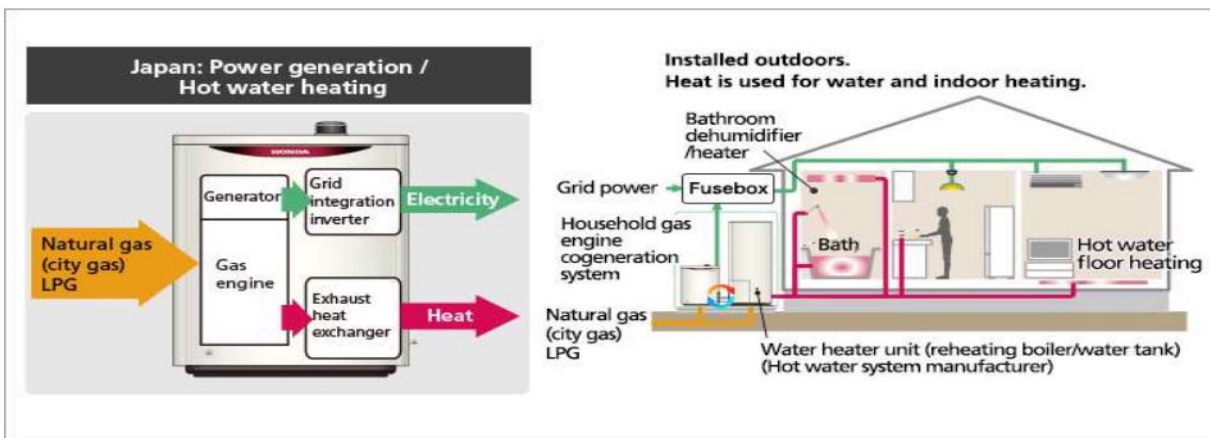 Japan: Power generation /
Hot water heating
HONDA
Generator
Grid
integration
inverter
Electricity
Natural gas
(city gas)
LPG
Gas
engine
Exhaust
heat
exchanger
Heat
Installed outdoors.
Heat is used for water and indoor heating.
Bathroom
dehumidifier
/heater
Grid power
Fusebox
Household gas
engine
cogeneration
system
Bath
Hot water
floor heating
Natural gas
(city gas)
LPG
Water heater unit (reheating boiler/water tank)
(Hot water system manufacturer)